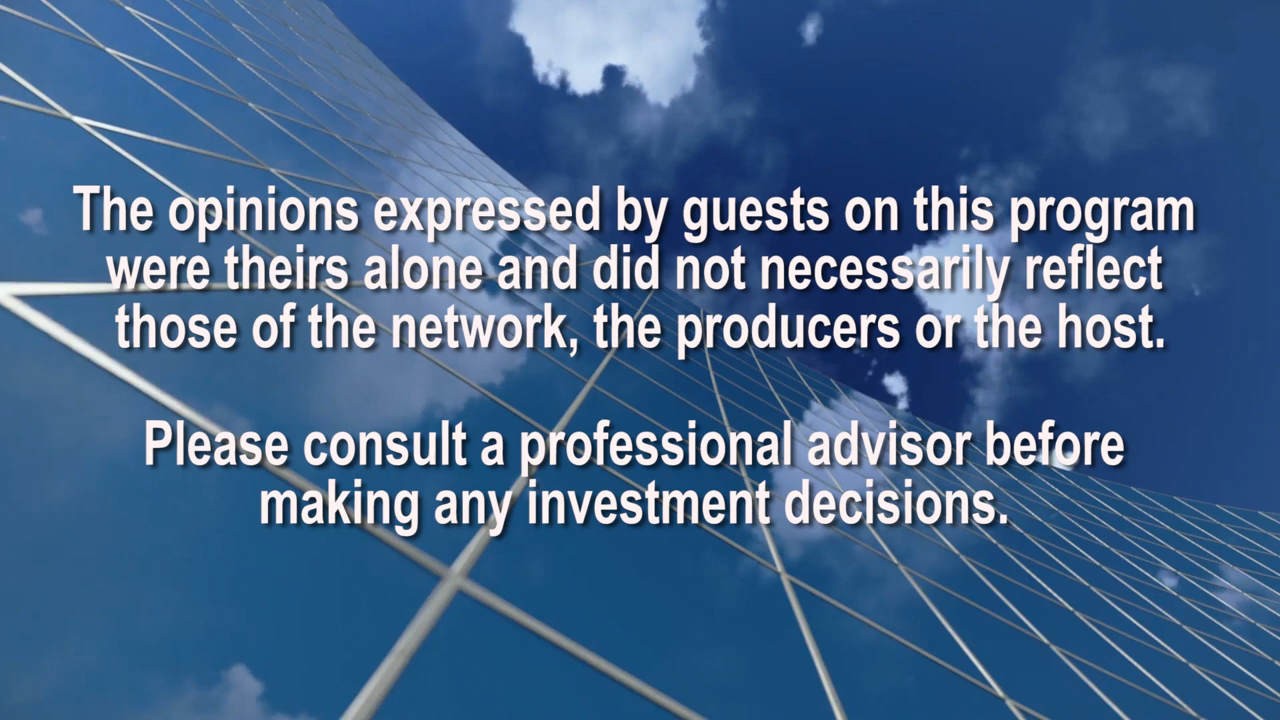 The opinions expressed by guests on this program
were theirs alone and did not necessarily reflect
those of the network, the producers or the host.
Please consult a professional advisor before
making any investment decisions.